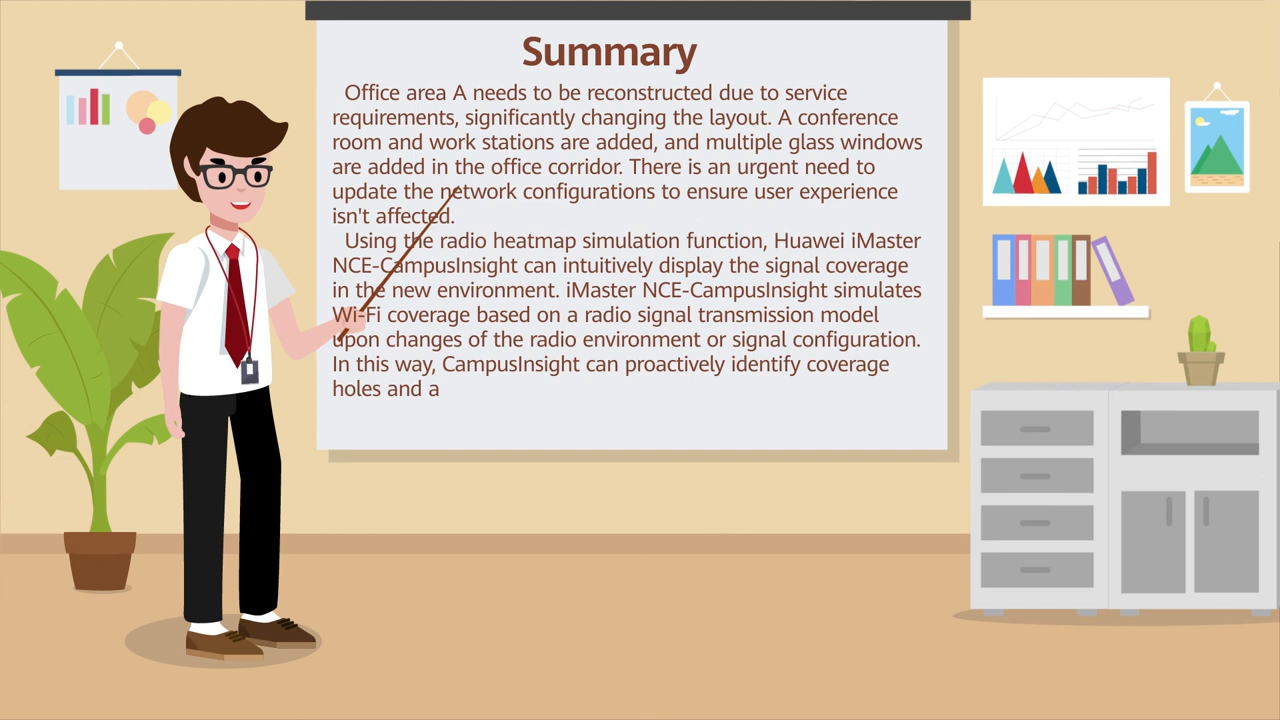 Summary
Office area A needs to be reconstructed due to service
requirements, significantly changing the layout. A conference
room and work stations are added, and multiple glass windows
are added in the office corridor. There is an urgent need to
update the network configurations to ensure user experience
isn't affected.
Using the radio heatmap simulation function, Huawei iMaster
NCE-CampusInsight can intuitively display the signal coverage
in the new environment. iMaster NCE-CampusInsight simulates
Wi-Fi coverage based on a radio signal transmission model
upon changes of the radio environment or signal configuration.
In this way, CampusInsight can proactively identify coverage
holes and a